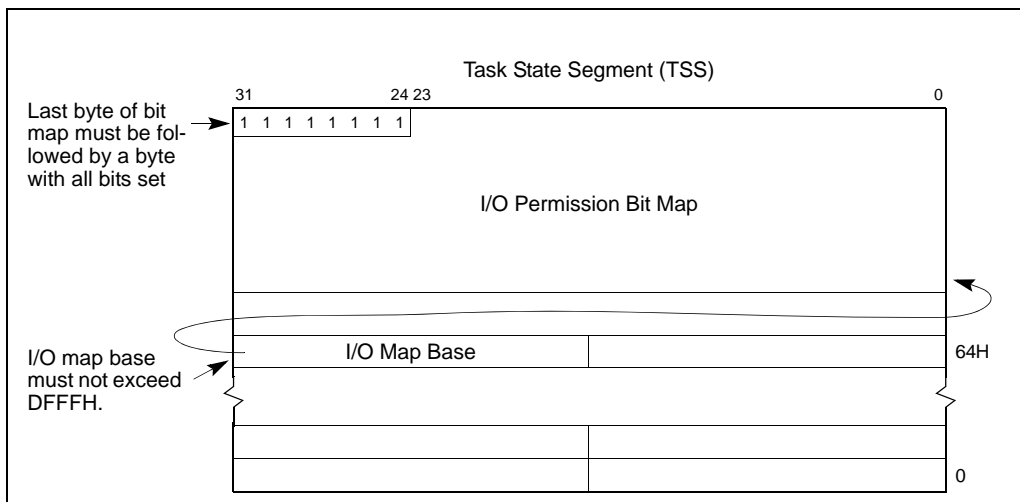 Task State Segment (TSS)
31 24 23 0
Last byte of bit
map must be fol-
lowed by a byte
with all bits set
1 1 1 1 1 1 1 1
I/O Permission Bit Map
I/O map base
must not exceed
DFFFH.
I/O Map Base
64H
0